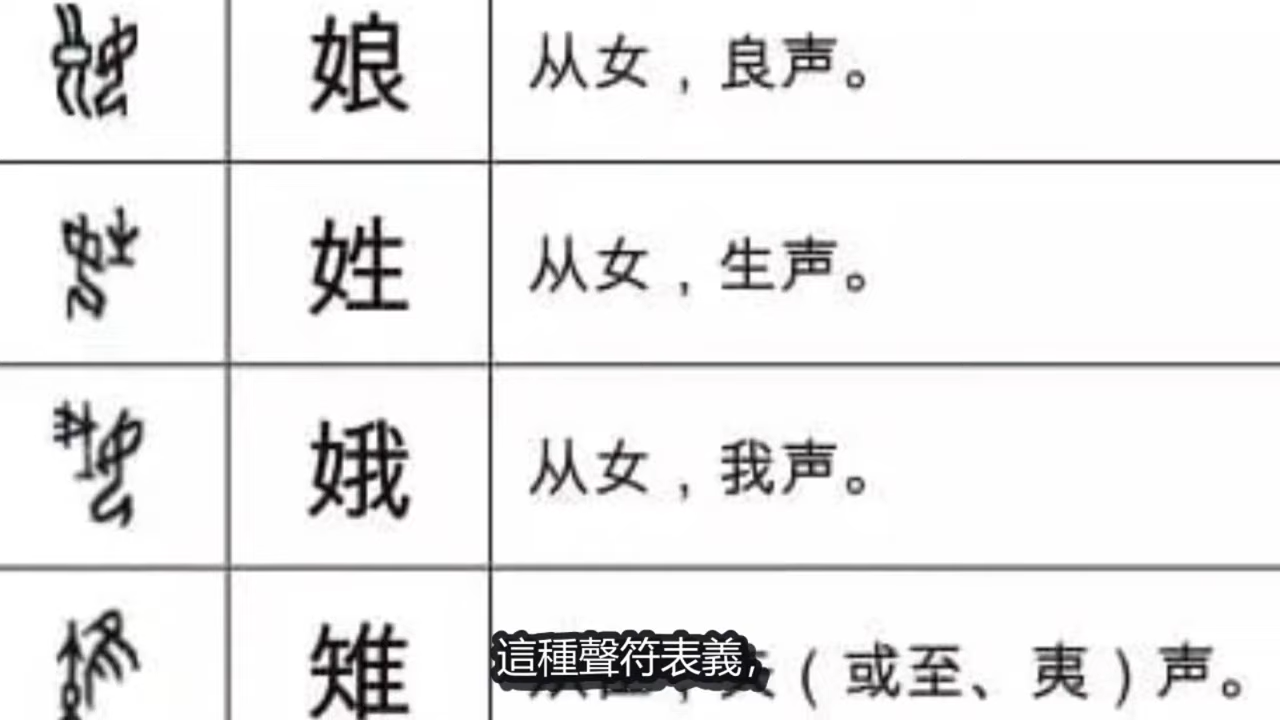 娘 从女，良声。
姓 从女，生声。
娥 从女，我声。
雉 （或至、夷）声。
這種聲符表義，